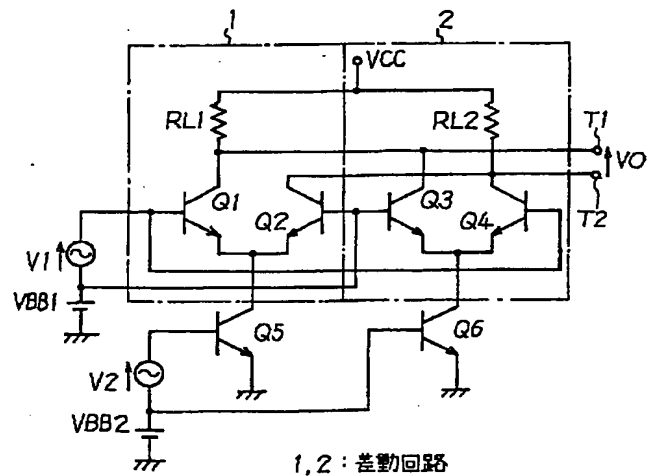 1
2
VCC
RL1
RL2
T1
VO
T2
Q1
Q2
Q3
Q4
V1
VBB1
Q5
Q6
V2
VBB2
1,2:差動回路